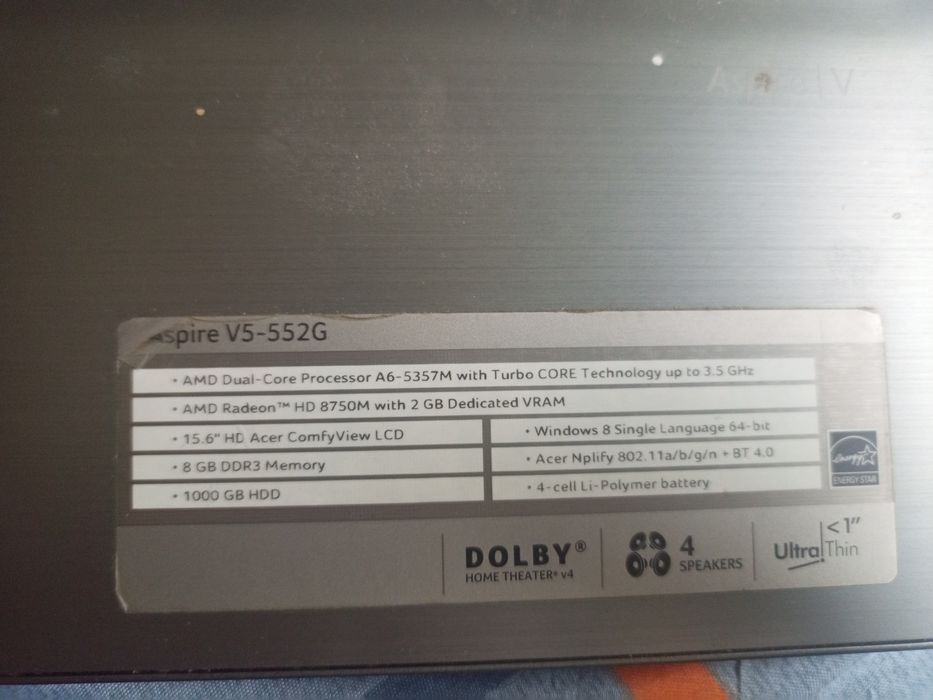 Aspire V5-552G
• AMD Dual-Core Processor A6-5357M with Turbo CORE Technology up to 3.5 GHz
• AMD Radeon™ HD 8750M with 2 GB Dedicated VRAM
• 15.6" HD Acer ComfyView LCD
• 8 GB DDR3 Memory
• 1000 GB HDD
• Windows 8 Single Language 64-bit
• Acer Nplify 802.11a/b/g/n + BT 4.0
• 4-cell Li-Polymer battery
energy
ENERGY STAR
DOLBY®
HOME THEATER® v4
4
SPEAKERS
Ultra Thin
<1"